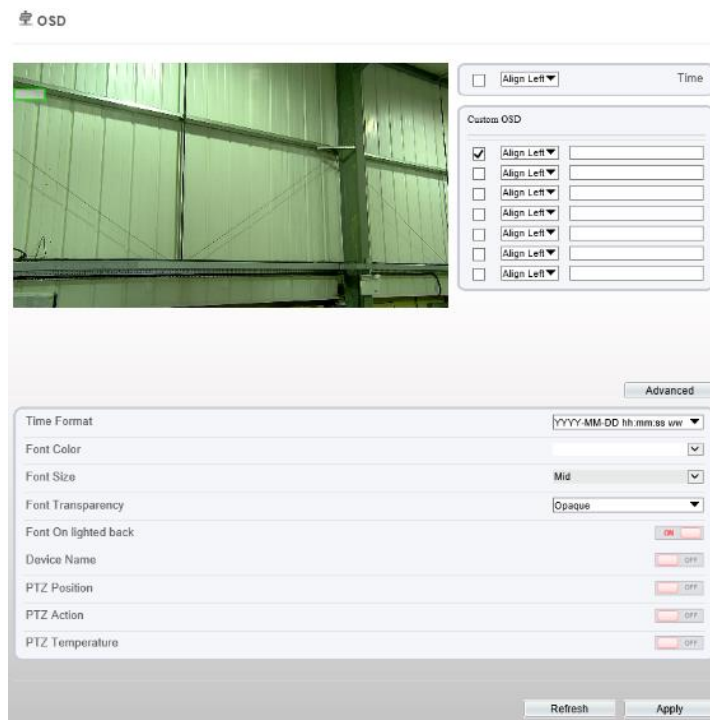 OSD
Align Left Time
Custom OSD
Align Left
Align Left
Align Left
Align Left
Align Left
Align Left
Align Left
Advanced
Time Format YYYY-MM-DD hh:mm:ss ww
Font Color
Font Size Mid
Font Transparency Opaque
Font On lighted back ON
Device Name OFF
PTZ Position OFF
PTZ Action OFF
PTZ Temperature OFF
Refresh Apply